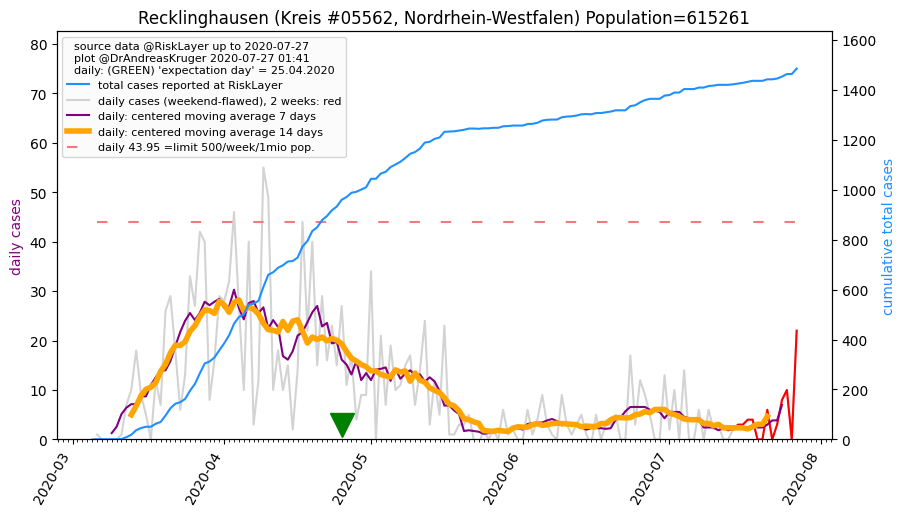 Recklinghausen (Kreis #05562, Nordrhein-Westfalen) Population=615261
source data @RiskLayer up to 2020-07-27
plot @DrAndreasKruger 2020-07-27 01:41
daily: (GREEN) 'expectation day' = 25.04.2020
total cases reported at RiskLayer
daily cases (weekend-flawed), 2 weeks: red
daily: centered moving average 7 days
daily: centered moving average 14 days
daily 43.95 =limit 500/week/1mio pop.
daily cases
80
70
60
50
40
30
20
10
0
1600
1400
1200
1000
800
600
400
200
0
cumulative total cases
2020-03
2020-04
2020-05
2020-06
2020-07
2020-08